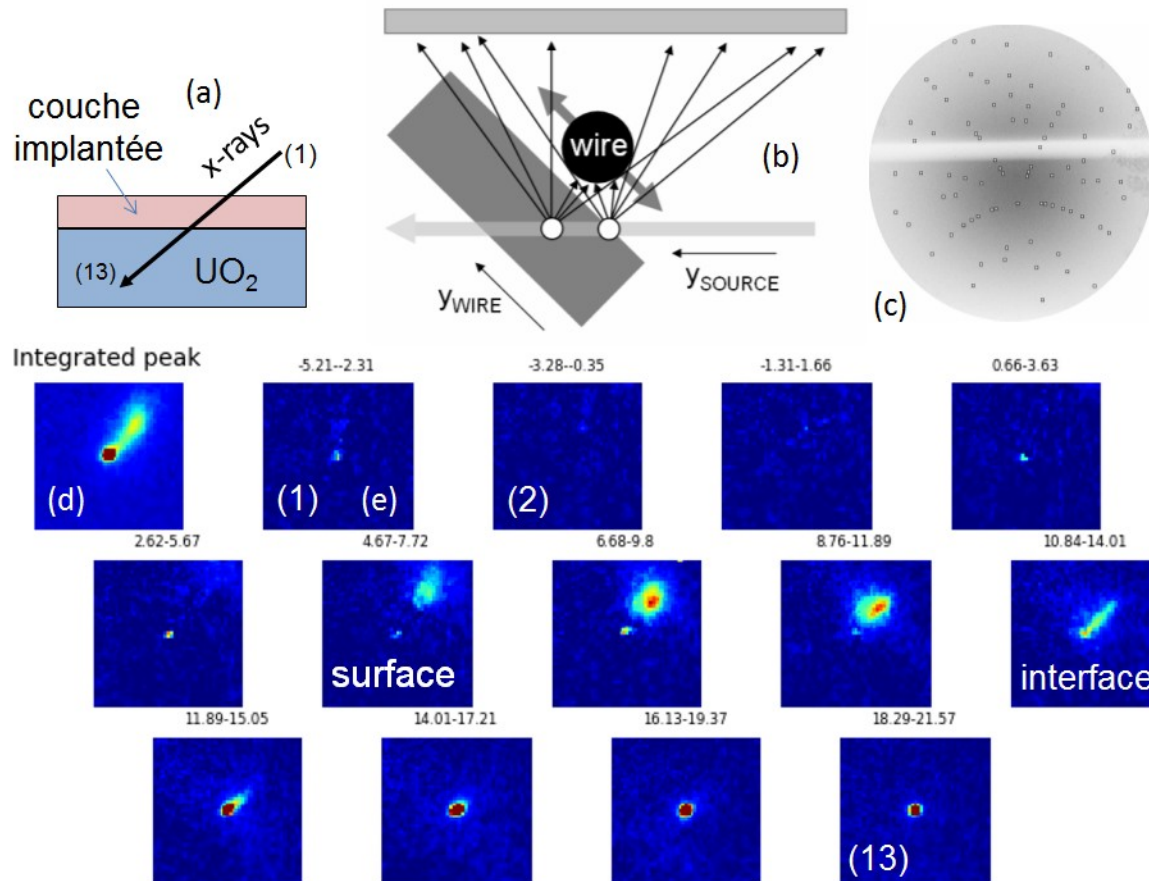 (a)
couche
implantée
x-rays
(1)
(13)
UO₂
wire
(b)
y_WIRE
y_SOURCE
(c)
Integrated peak
-5.21--2.31
-3.28--0.35
-1.31-1.66
0.66-3.63
(d)
(1)
(e)
(2)
2.62-5.67
4.67-7.72
6.68-9.8
8.76-11.89
10.84-14.01
surface
interface
11.89-15.05
14.01-17.21
16.13-19.37
18.29-21.57
(13)